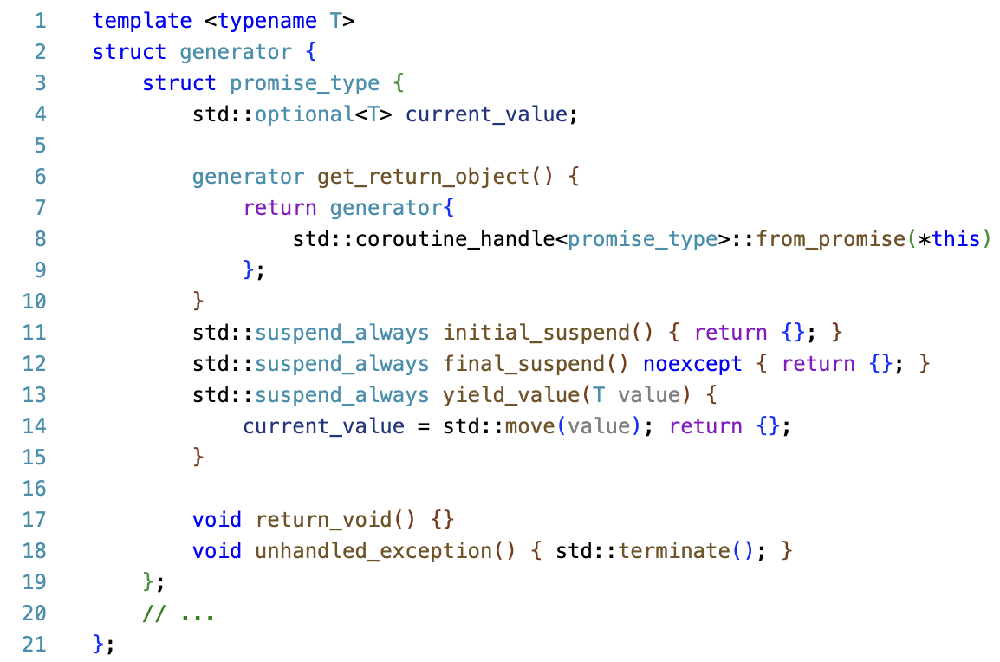 1 template <typename T>
2 struct generator {
3 struct promise_type {
4 std::optional<T> current_value;
5
6 generator get_return_object() {
7 return generator{
8 std::coroutine_handle<promise_type>::from_promise(*this)
9 };
10 }
11 std::suspend_always initial_suspend() { return {}; }
12 std::suspend_always final_suspend() noexcept { return {}; }
13 std::suspend_always yield_value(T value) {
14 current_value = std::move(value); return {};
15 }
16
17 void return_void() {}
18 void unhandled_exception() { std::terminate(); }
19 };
20 // ...
21 };